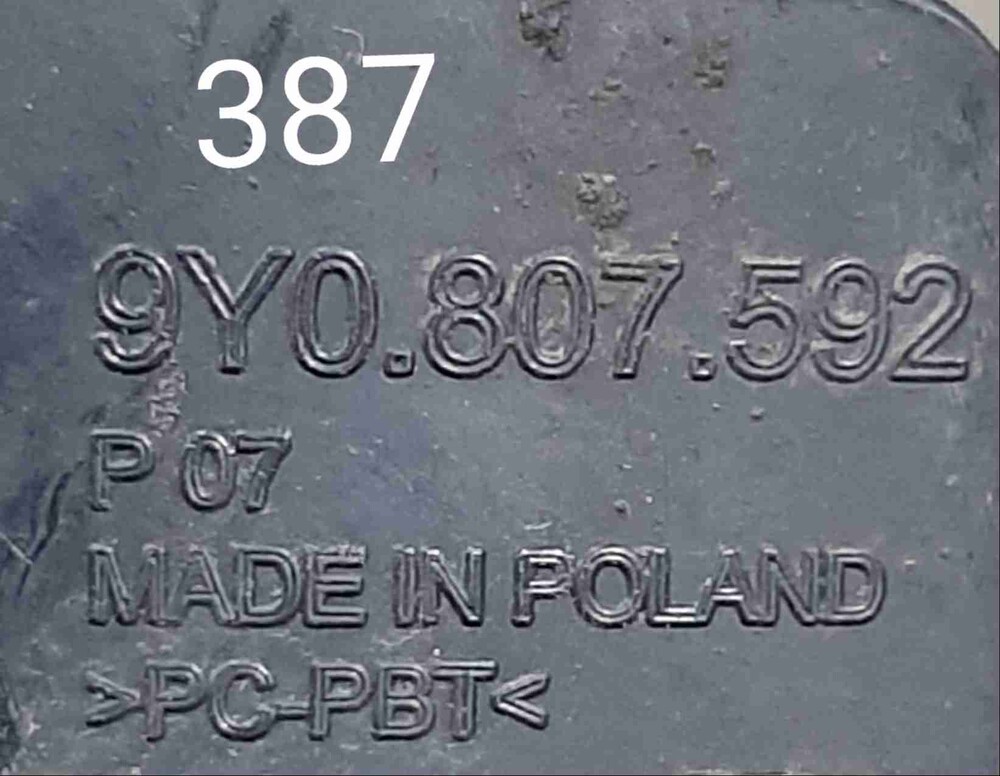 387
9Y0.807.592
P 07
MADE IN POLAND
>PC-PBT<